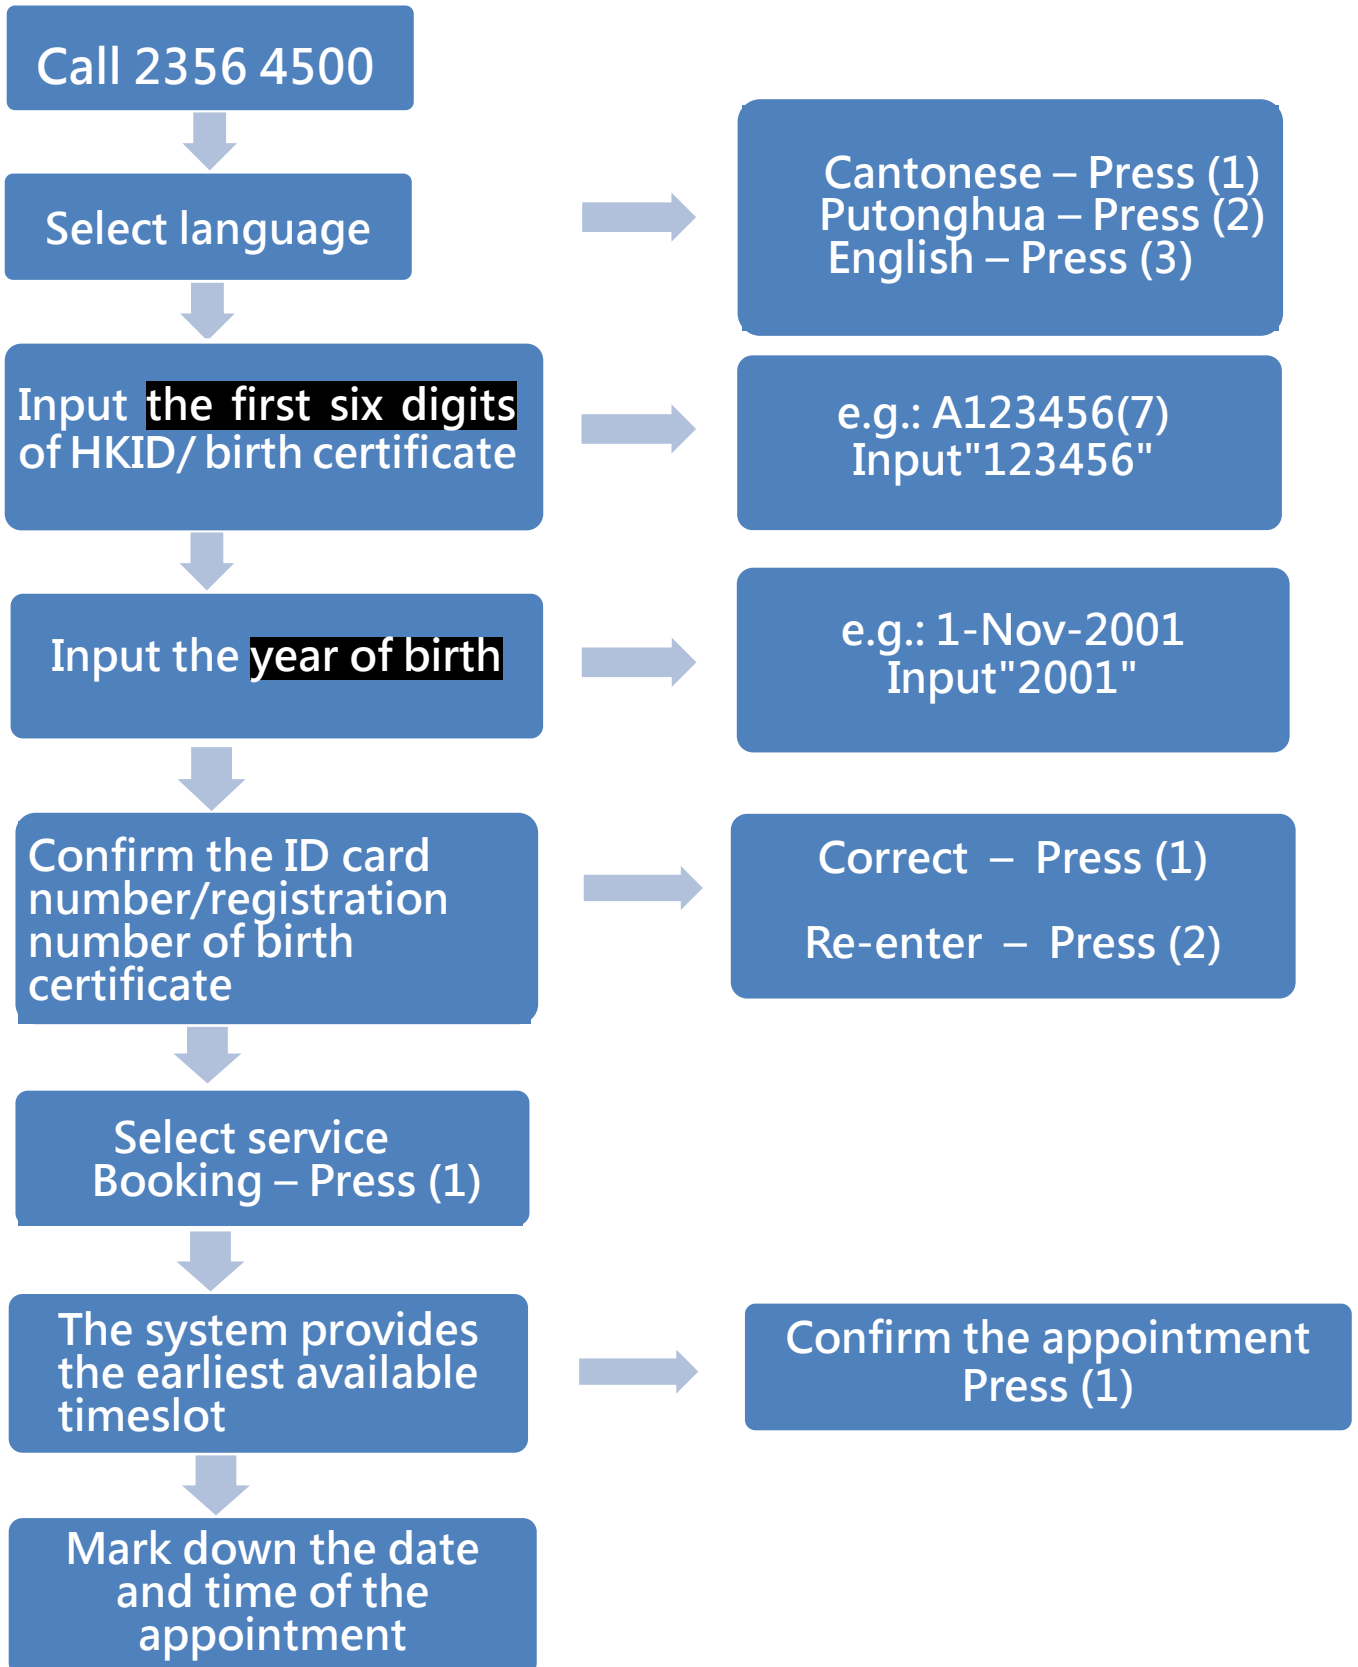 Call 2356 4500
Select language
Cantonese – Press (1)
Putonghua – Press (2)
English – Press (3)
Input the first six digits
of HKID/ birth certificate
e.g.: A123456(7)
Input"123456"
Input the year of birth
e.g.: 1-Nov-2001
Input"2001"
Confirm the ID card
number/registration
number of birth
certificate
Correct – Press (1)
Re-enter – Press (2)
Select service
Booking – Press (1)
The system provides
the earliest available
timeslot
Confirm the appointment
Press (1)
Mark down the date
and time of the
appointment